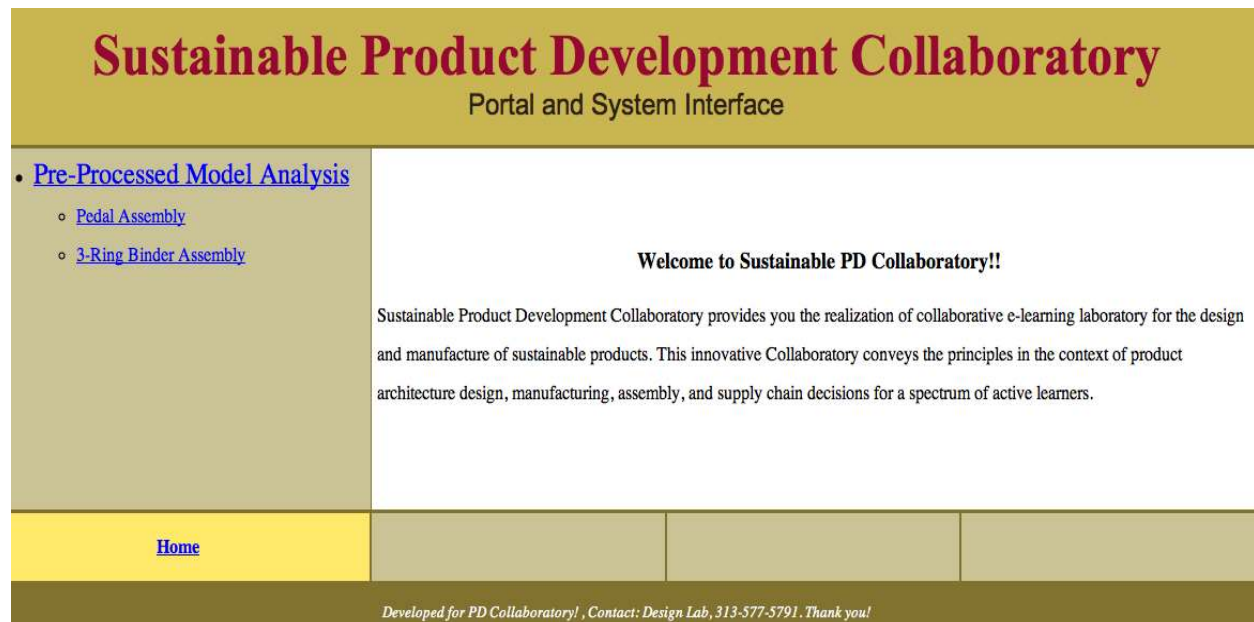 Sustainable Product Development Collaboratory
Portal and System Interface
Pre-Processed Model Analysis
Pedal Assembly
3-Ring Binder Assembly
Welcome to Sustainable PD Collaboratory!!
Sustainable Product Development Collaboratory provides you the realization of collaborative e-learning laboratory for the design
and manufacture of sustainable products. This innovative Collaboratory conveys the principles in the context of product
architecture design, manufacturing, assembly, and supply chain decisions for a spectrum of active learners.
Home
Developed for PD Collaboratory! , Contact: Design Lab, 313-577-5791. Thank you!